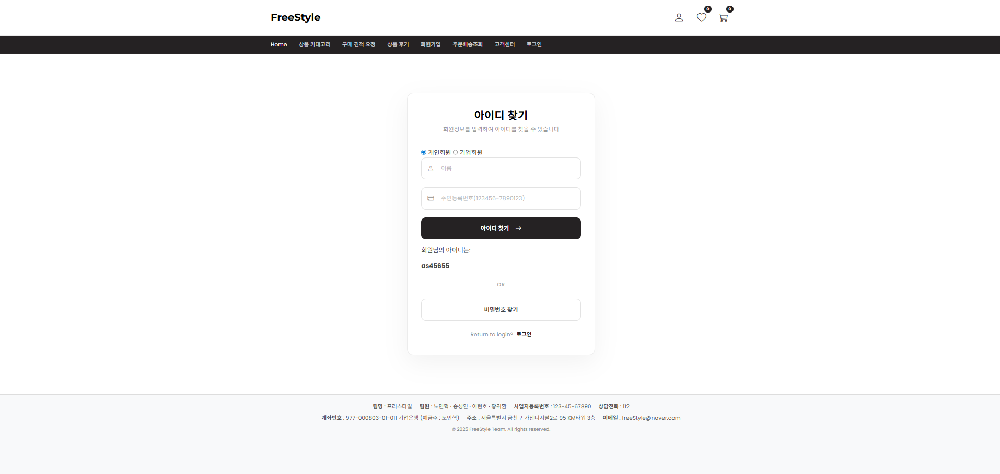 FreeStyle
0
0
Home 상품 카테고리 구매 견적 요청 상품 후기 회원가입 주문배송조회 고객센터 로그인
아이디 찾기
회원정보를 입력하여 아이디를 찾을 수 있습니다
개인회원 기업회원
이름
주민등록번호(123456-7890123)
아이디 찾기 →
회원님의 아이디는:
as45655
OR
비밀번호 찾기
Return to login? 로그인
팀명 : 프리스타일 팀원 : 노민혁 · 송성인 · 이현호 · 황귀환 사업자등록번호 : 123-45-67890 상담전화 : 112
계좌번호 : 977-000803-01-011 기업은행 (예금주 : 노민혁) 주소 : 서울특별시 금천구 가산디지털2로 95 KM타워 3층 이메일 : freeStyle@naver.com
© 2025 FreeStyle Team. All rights reserved.